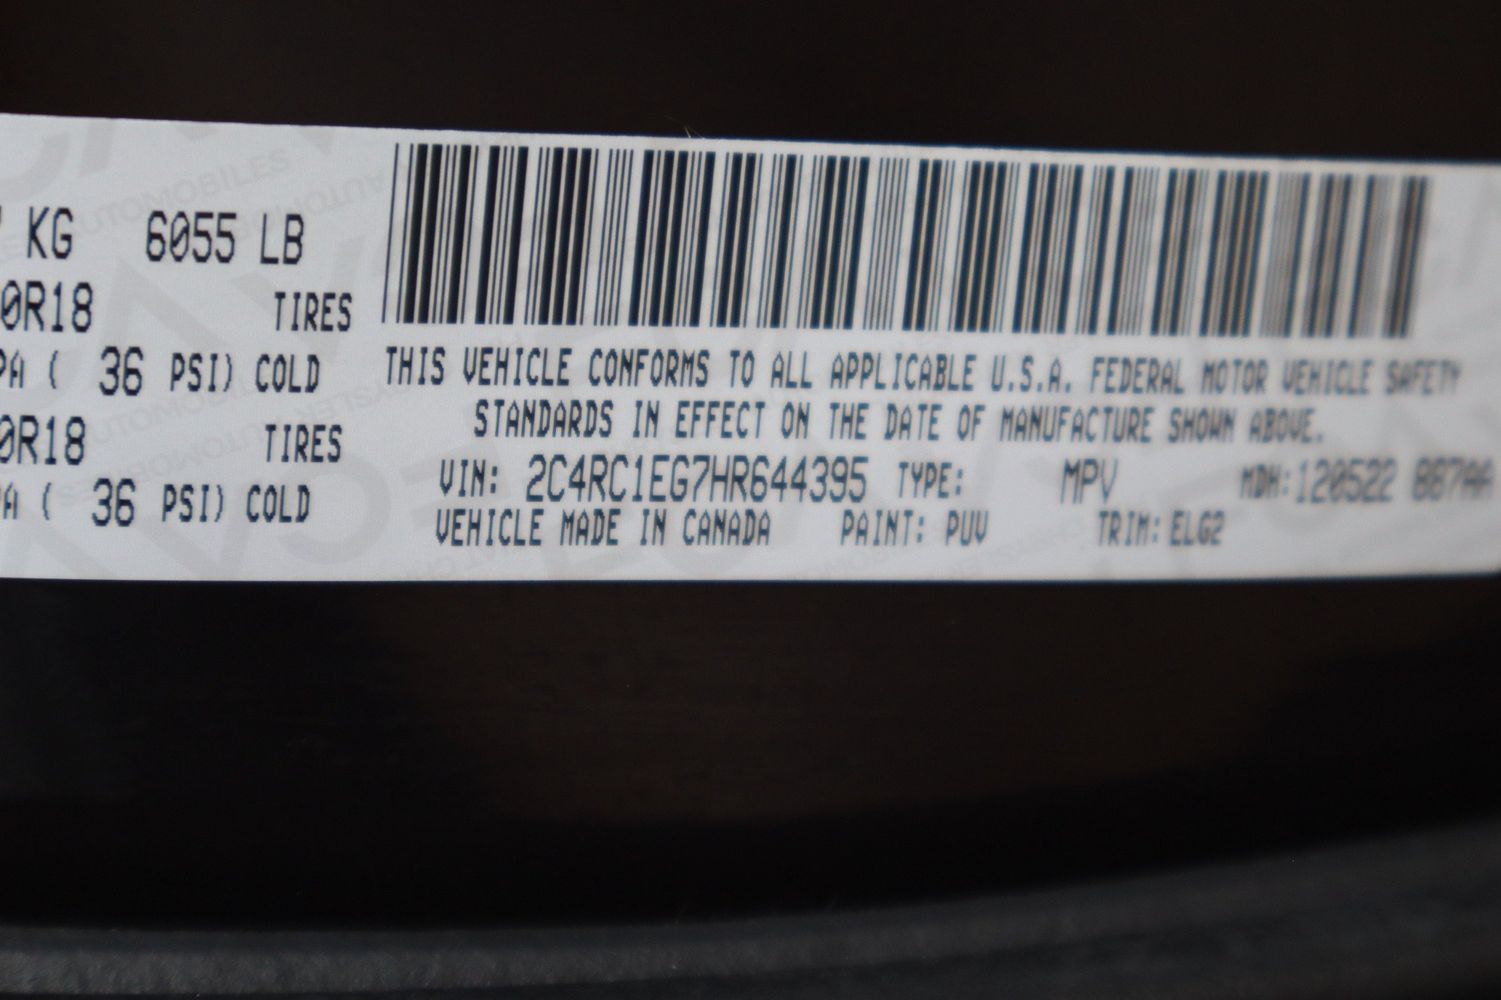 KG 6055 LB
0R18 TIRES
PA ( 36 PSI) COLD
0R18 TIRES
PA ( 36 PSI) COLD
THIS VEHICLE CONFORMS TO ALL APPLICABLE U.S.A. FEDERAL MOTOR VEHICLE SAFETY
STANDARDS IN EFFECT ON THE DATE OF MANUFACTURE SHOWN ABOVE.
VIN: 2C4RC1EG7HR644395 TYPE: MPV MDH: 120522 887AA
VEHICLE MADE IN CANADA PAINT: PUV TRIM: ELG2